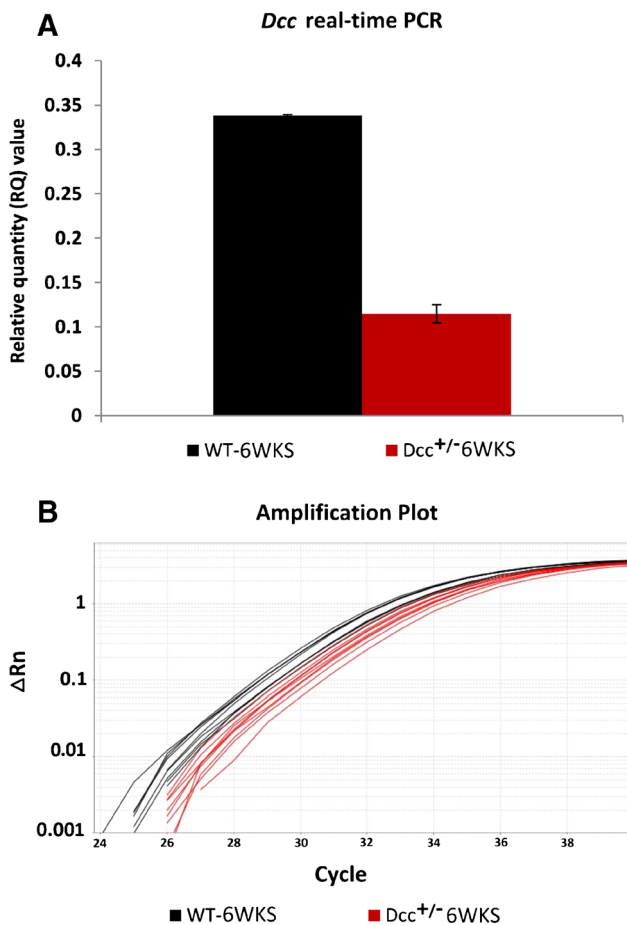 A
Dcc real-time PCR
Relative quantity (RQ) value
0.4
0.35
0.3
0.25
0.2
0.15
0.1
0.05
0
WT-6WKS
Dcc+/-6WKS
B
Amplification Plot
ΔRn
1
0.1
0.01
0.001
24 26 28 30 32 34 36 38
Cycle
WT-6WKS
Dcc+/-6WKS